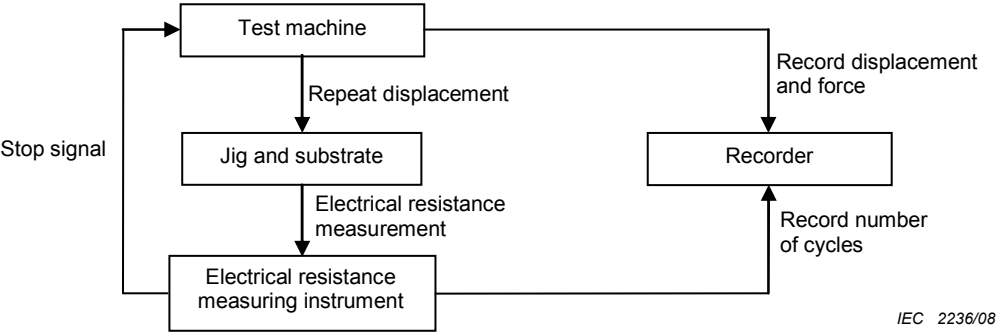 Test machine
Record displacement
and force
Repeat displacement
Stop signal
Jig and substrate
Recorder
Electrical resistance
measurement
Record number
of cycles
Electrical resistance
measuring instrument
IEC 2236/08